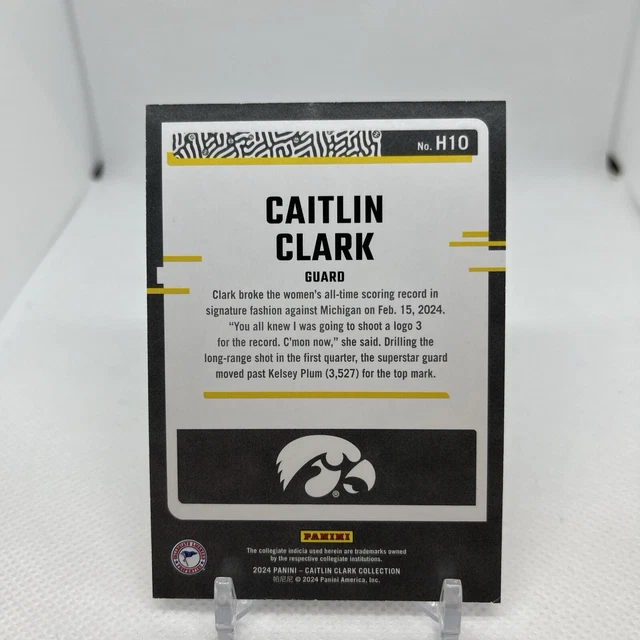 No. H10
CAITLIN
CLARK
GUARD
Clark broke the women's all-time scoring record in
signature fashion against Michigan on Feb. 15, 2024.
"You all knew I was going to shoot a logo 3
for the record. C'mon now," she said. Drilling the
long-range shot in the first quarter, the superstar guard
moved past Kelsey Plum (3,527) for the top mark.
®
PANINI
The collegiate indicia used herein are trademarks owned
by the respective collegiate institutions.
2024 PANINI – CAITLIN CLARK COLLECTION
帕尼尼 © 2024 Panini America, Inc.